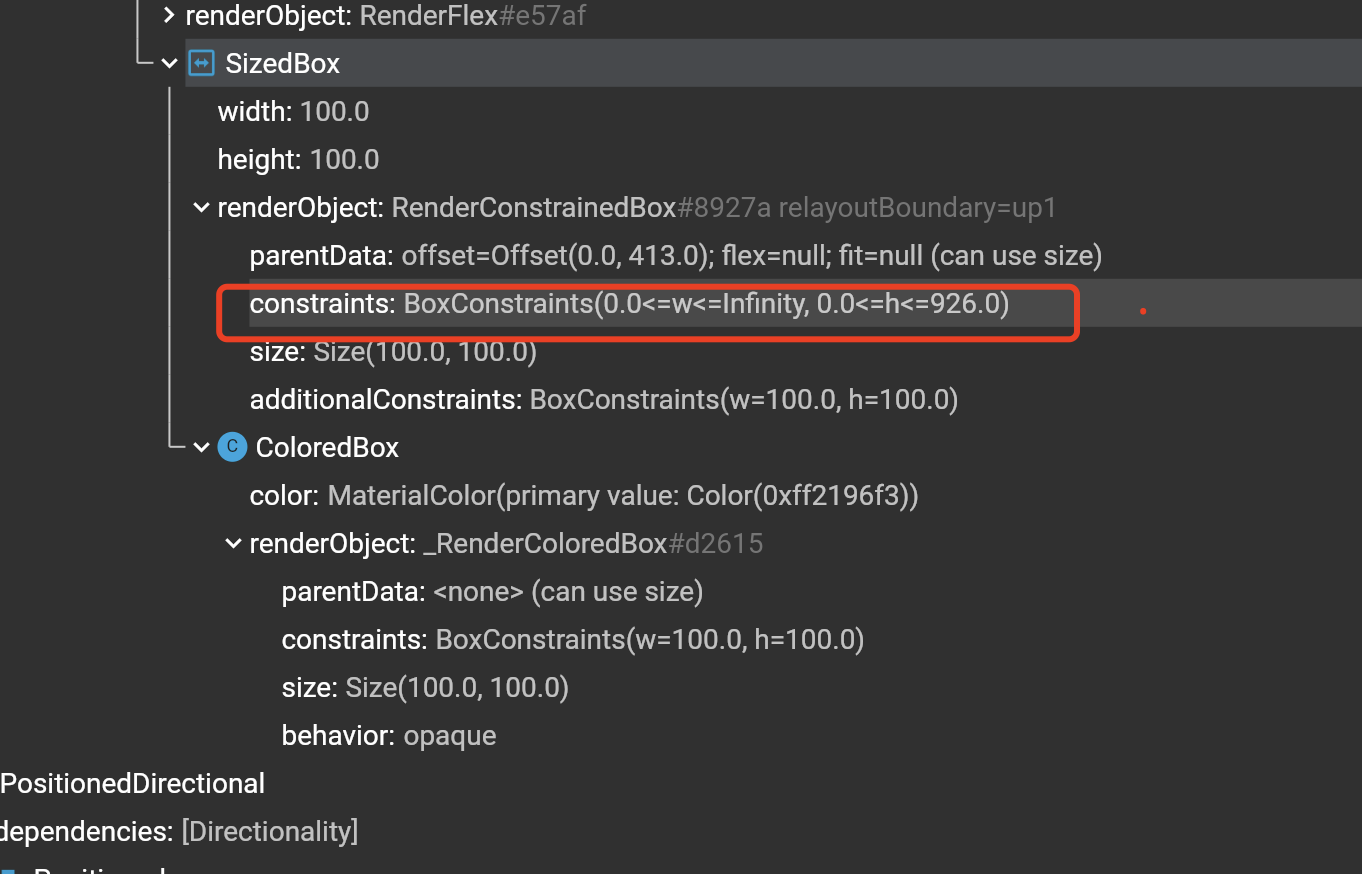 renderObject: RenderFlex#e57af
SizedBox
width: 100.0
height: 100.0
renderObject: RenderConstrainedBox#8927a relayoutBoundary=up1
parentData: offset=Offset(0.0, 413.0); flex=null; fit=null (can use size)
constraints: BoxConstraints(0.0<=w<=Infinity, 0.0<=h<=926.0)
size: Size(100.0, 100.0)
additionalConstraints: BoxConstraints(w=100.0, h=100.0)
C ColoredBox
color: MaterialColor(primary value: Color(0xff2196f3))
renderObject: _RenderColoredBox#d2615
parentData: <none> (can use size)
constraints: BoxConstraints(w=100.0, h=100.0)
size: Size(100.0, 100.0)
behavior: opaque
PositionedDirectional
dependencies: [Directionality]